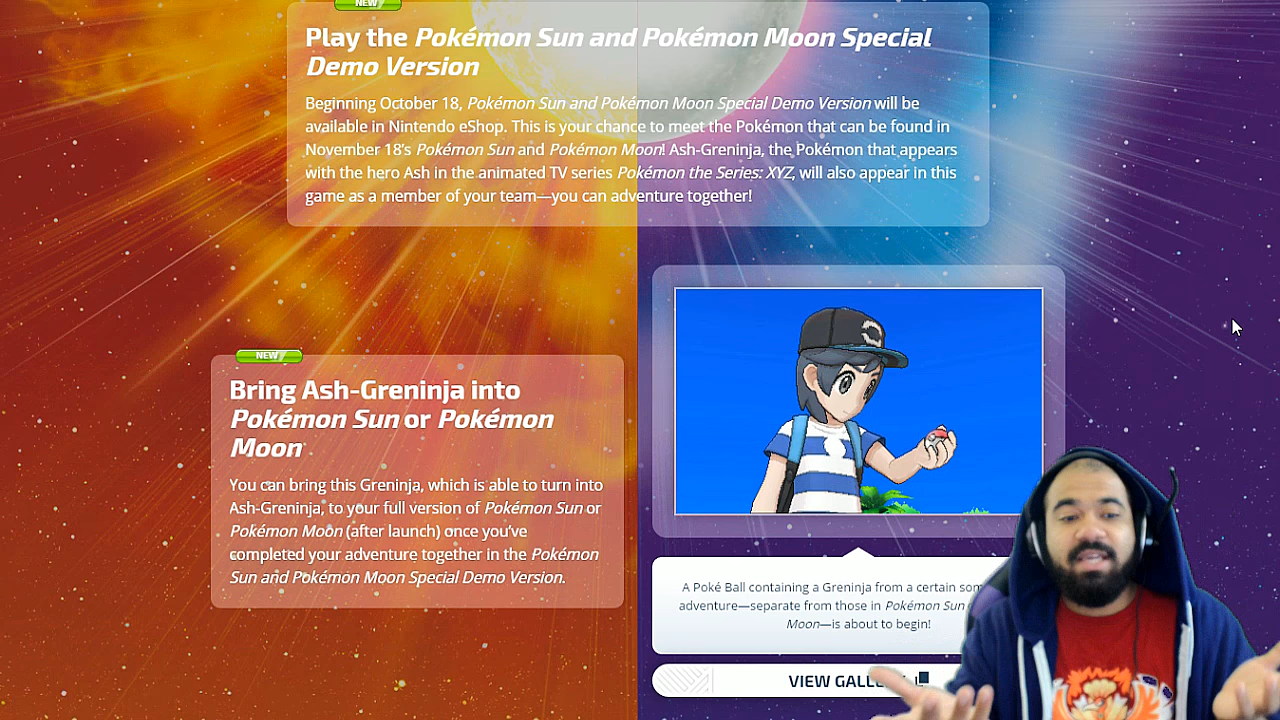 NEW
Play the Pokémon Sun and Pokémon Moon Special
Demo Version
Beginning October 18, Pokémon Sun and Pokémon Moon Special Demo Version will be
available in Nintendo eShop. This is your chance to meet the Pokémon that can be found in
November 18's Pokémon Sun and Pokémon Moon! Ash-Greninja, the Pokémon that appears
with the hero Ash in the animated TV series Pokémon the Series: XYZ, will also appear in this
game as a member of your team—you can adventure together!
NEW
Bring Ash-Greninja into
Pokémon Sun or Pokémon
Moon
You can bring this Greninja, which is able to turn into
Ash-Greninja, to your full version of Pokémon Sun or
Pokémon Moon (after launch) once you've
completed your adventure together in the Pokémon
Sun and Pokémon Moon Special Demo Version.
A Poké Ball containing a Greninja from a certain
adventure—separate from those in Pokémon Sun
Moon—is about to begin!
VIEW